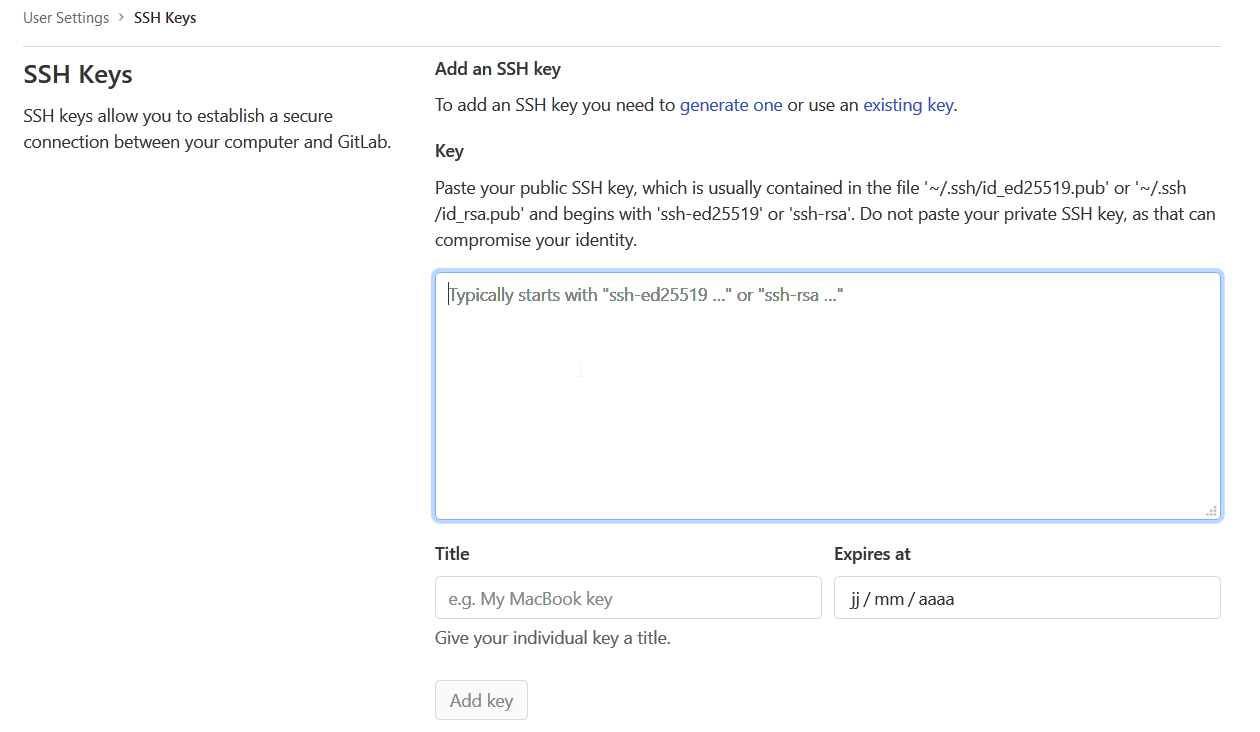 User Settings > SSH Keys
SSH Keys
SSH keys allow you to establish a secure
connection between your computer and GitLab.
Add an SSH key
To add an SSH key you need to generate one or use an existing key.
Key
Paste your public SSH key, which is usually contained in the file '~/.ssh/id_ed25519.pub' or '~/.ssh
/id_rsa.pub' and begins with 'ssh-ed25519' or 'ssh-rsa'. Do not paste your private SSH key, as that can
compromise your identity.
Typically starts with "ssh-ed25519 ..." or "ssh-rsa ..."
Title
Expires at
e.g. My MacBook key
jj / mm / aaaa
Give your individual key a title.
Add key